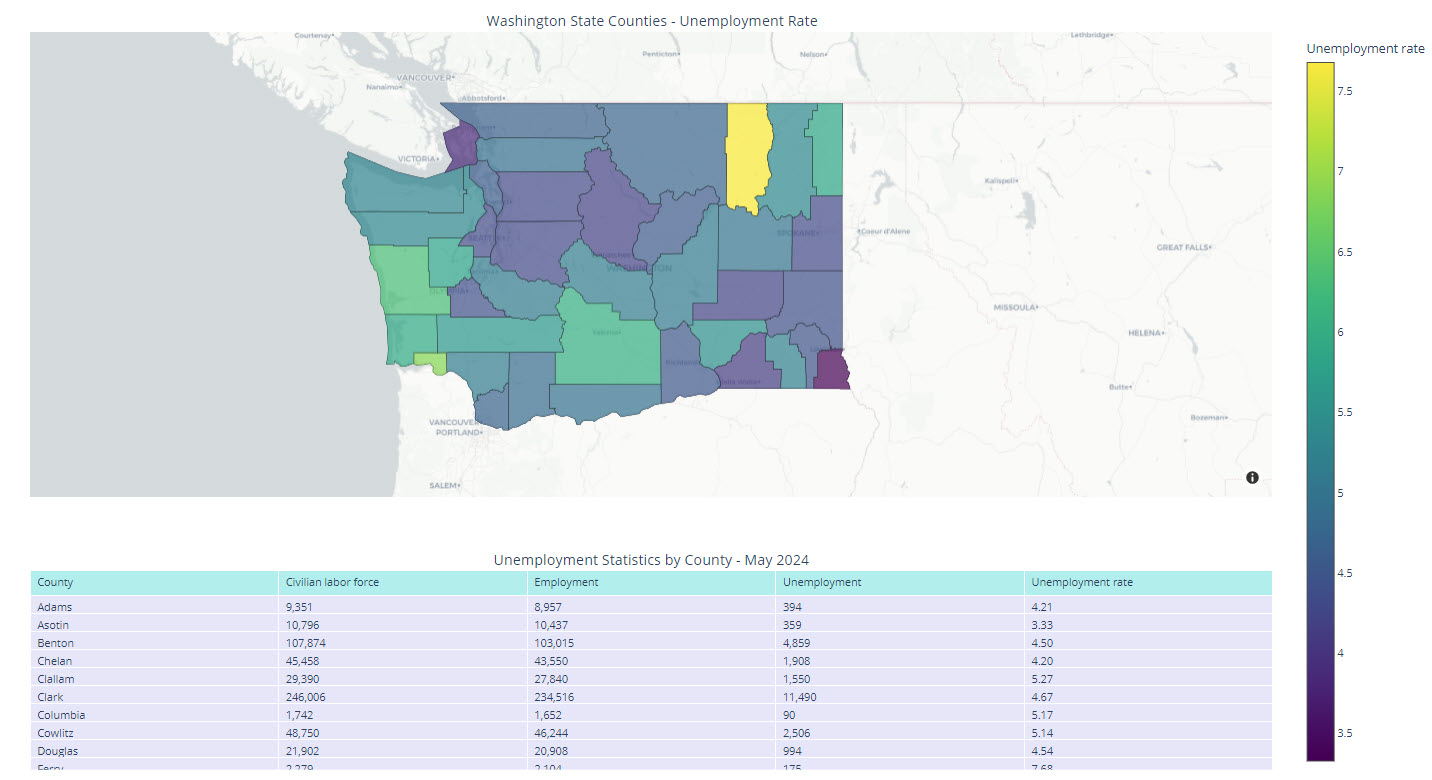 Washington State Counties - Unemployment Rate
Courtenay
Penticton
Nelson
Lethbridge
Unemployment rate
VANCOUVER
Nanaimo
Abbotsford
7.5
VICTORIA
7
Kalispell
SEATTLE
SPOKANE
Coeur d'Alene
GREAT FALLS
6.5
WASHINGTON
OLYMPIA
MISSOULA
Yakima
HELENA
6
Richland
Walla Walla
Butte
5.5
Bozeman
VANCOUVER
PORTLAND
SALEM
5
4.5
4
3.5
Unemployment Statistics by County - May 2024
County Civilian labor force Employment Unemployment Unemployment rate
Adams 9,351 8,957 394 4.21
Asotin 10,796 10,437 359 3.33
Benton 107,874 103,015 4,859 4.50
Chelan 45,458 43,550 1,908 4.20
Clallam 29,390 27,840 1,550 5.27
Clark 246,006 234,516 11,490 4.67
Columbia 1,742 1,652 90 5.17
Cowlitz 48,750 46,244 2,506 5.14
Douglas 21,902 20,908 994 4.54
Ferry 2,279 2,104 175 7.68